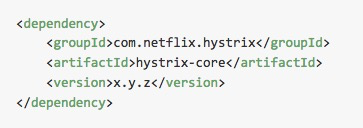 <dependency>
    <groupId>com.netflix.hystrix</groupId>
    <artifactId>hystrix-core</artifactId>
    <version>x.y.z</version>
</dependency>